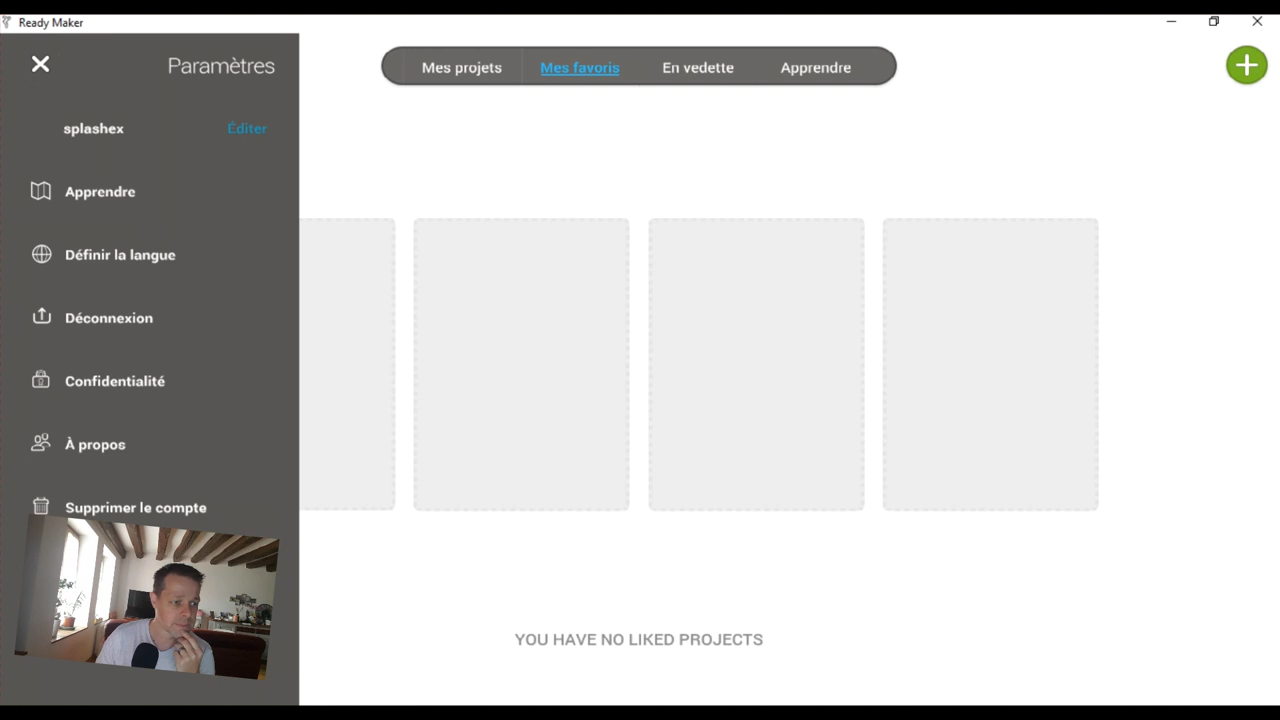 Ready Maker
Paramètres
Mes projets
Mes favoris
En vedette
Apprendre
splashex
Éditer
Apprendre
Définir la langue
Déconnexion
Confidentialité
À propos
Supprimer le compte
YOU HAVE NO LIKED PROJECTS